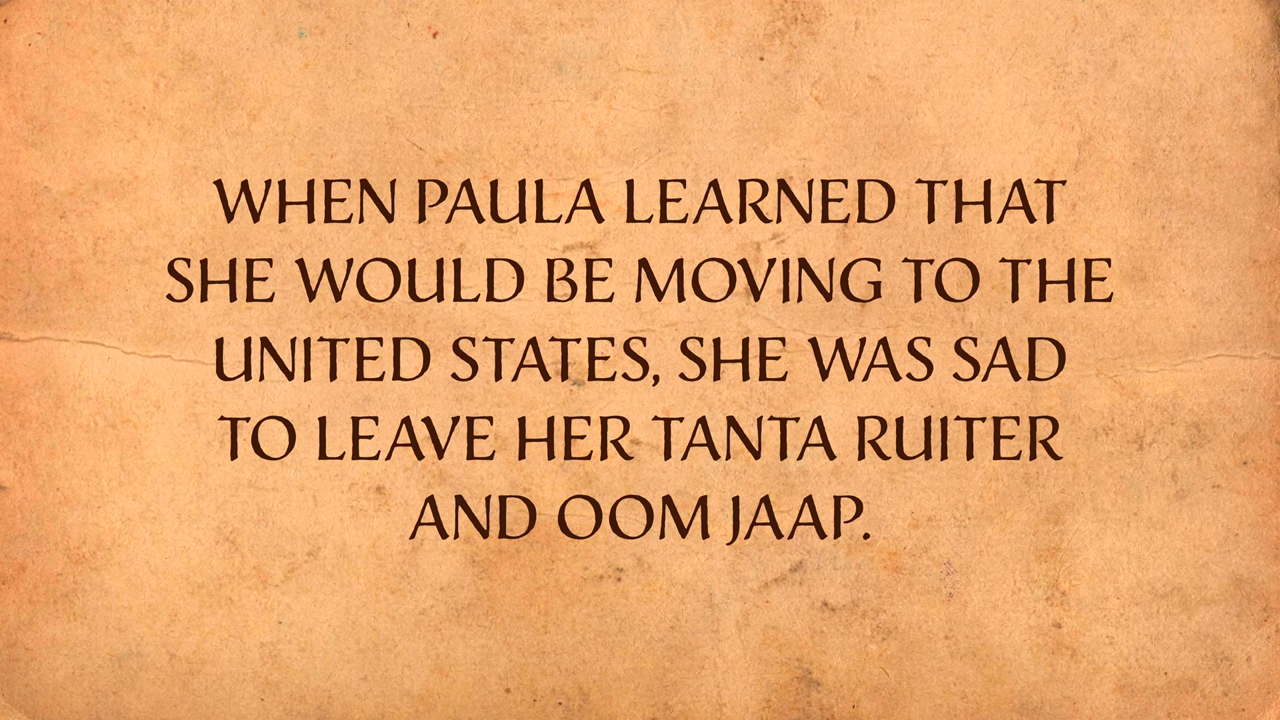 WHEN PAULA LEARNED THAT
SHE WOULD BE MOVING TO THE
UNITED STATES, SHE WAS SAD
TO LEAVE HER TANTA RUITER
AND OOM JAAP.